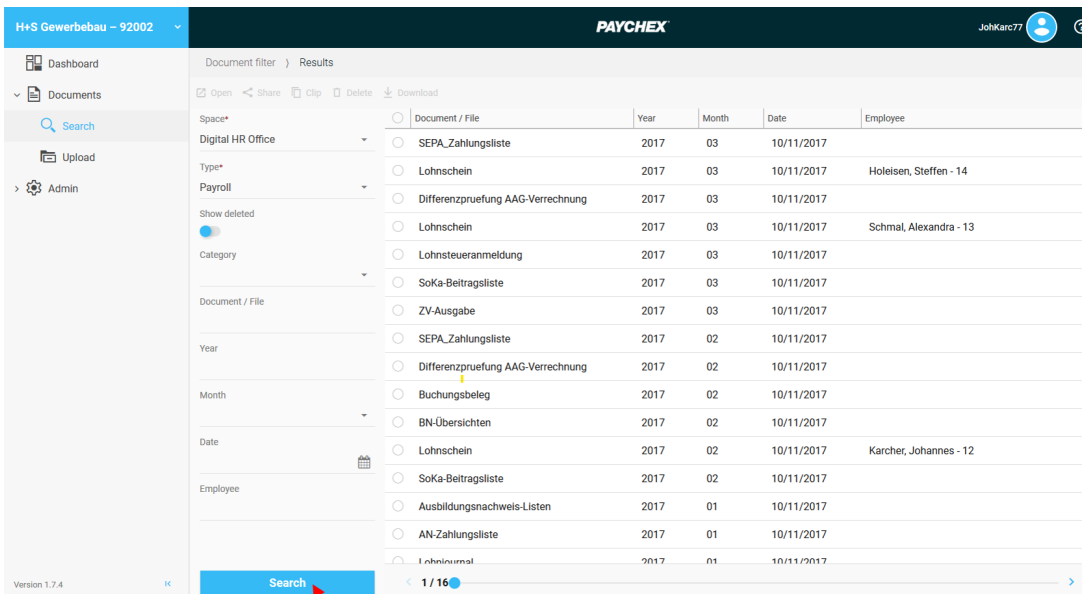 H+S Gewerbebau – 92002
PAYCHEX
JohKarc77
Dashboard
Documents
Search
Upload
Admin
Version 1.7.4
Document filter Results
Open Share Clip Delete Download
Space*
Digital HR Office
Type*
Payroll
Show deleted
Category
Document / File
Year
Month
Date
Employee
Search
Document / File Year Month Date Employee
SEPA_Zahlungsliste 2017 03 10/11/2017
Lohnschein 2017 03 10/11/2017 Holeisen, Steffen - 14
Differenzpruefung AAG-Verrechnung 2017 03 10/11/2017
Lohnschein 2017 03 10/11/2017 Schmal, Alexandra - 13
Lohnsteueranmeldung 2017 03 10/11/2017
SoKa-Beitragsliste 2017 03 10/11/2017
ZV-Ausgabe 2017 03 10/11/2017
SEPA_Zahlungsliste 2017 02 10/11/2017
Differenzpruefung AAG-Verrechnung 2017 02 10/11/2017
Buchungsbeleg 2017 02 10/11/2017
BN-Übersichten 2017 02 10/11/2017
Lohnschein 2017 02 10/11/2017 Karcher, Johannes - 12
SoKa-Beitragsliste 2017 02 10/11/2017
Ausbildungsnachweis-Listen 2017 01 10/11/2017
AN-Zahlungsliste 2017 01 10/11/2017
Lohnjournal 2017 01 10/11/2017
1 / 16